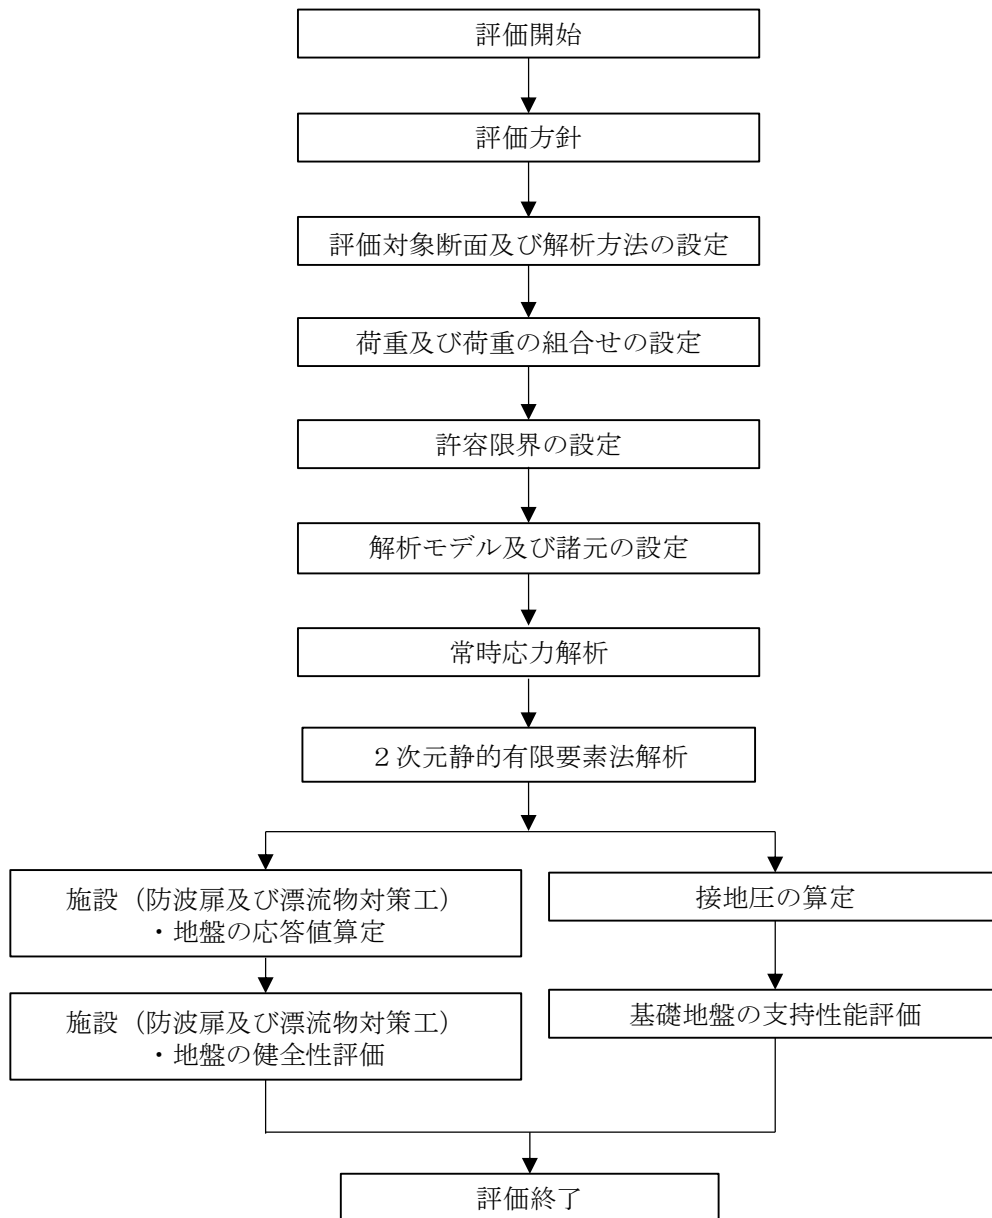 評価開始
評価方針
評価対象断面及び解析方法の設定
荷重及び荷重の組合せの設定
許容限界の設定
解析モデル及び諸元の設定
常時応力解析
２次元静的有限要素法解析
施設（防波扉及び漂流物対策工）
・地盤の応答値算定
接地圧の算定
施設（防波扉及び漂流物対策工）
・地盤の健全性評価
基礎地盤の支持性能評価
評価終了